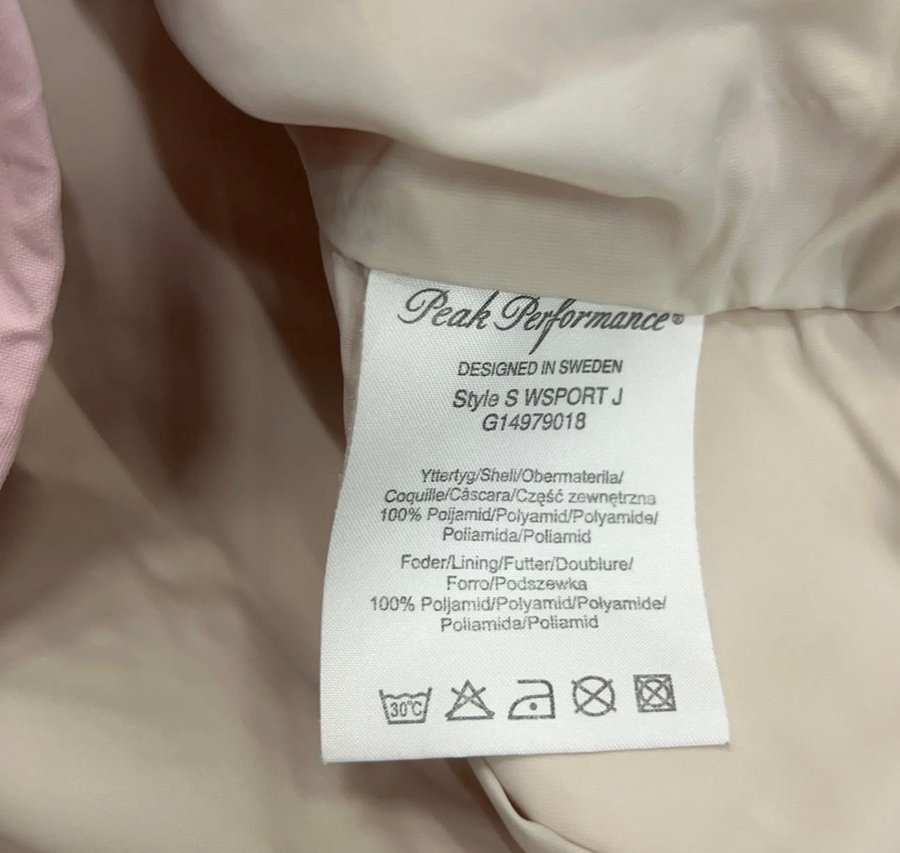 Peak Performance®
DESIGNED IN SWEDEN
Style S WSPORT J
G14979018
Yttertyg/Shell/Obermaterila/
Coquille/Câscara/Część zewnętrzna
100% Poljamid/Polyamid/Polyamide/
Poliamida/Poliamid
Foder/Lining/Futter/Doublure/
Forro/Podszewka
100% Poljamid/Polyamid/Polyamide/
Poliamida/Poliamid
30°C